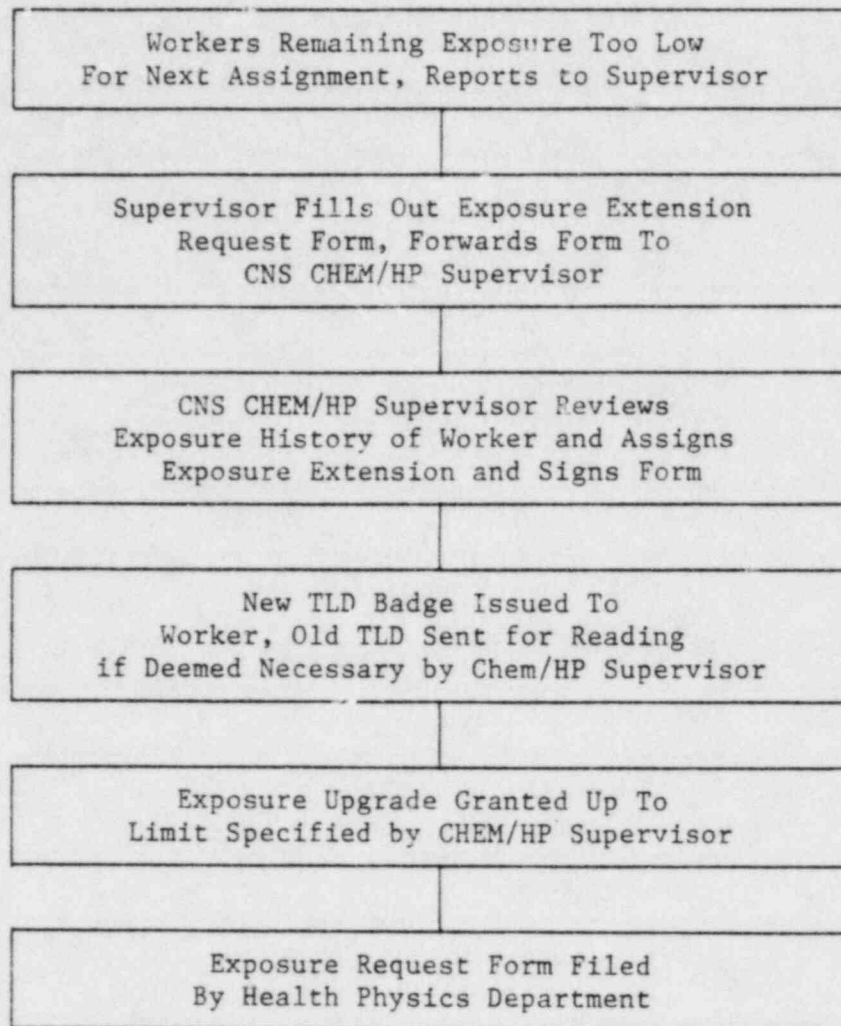 Workers Remaining Exposure Too Low
For Next Assignment, Reports to Supervisor
Supervisor Fills Out Exposure Extension
Request Form, Forwards Form To
CNS CHEM/HP Supervisor
CNS CHEM/HP Supervisor Reviews
Exposure History of Worker and Assigns
Exposure Extension and Signs Form
New TLD Badge Issued To
Worker, Old TLD Sent for Reading
if Deemed Necessary by Chem/HP Supervisor
Exposure Upgrade Granted Up To
Limit Specified by CHEM/HP Supervisor
Exposure Request Form Filed
By Health Physics Department